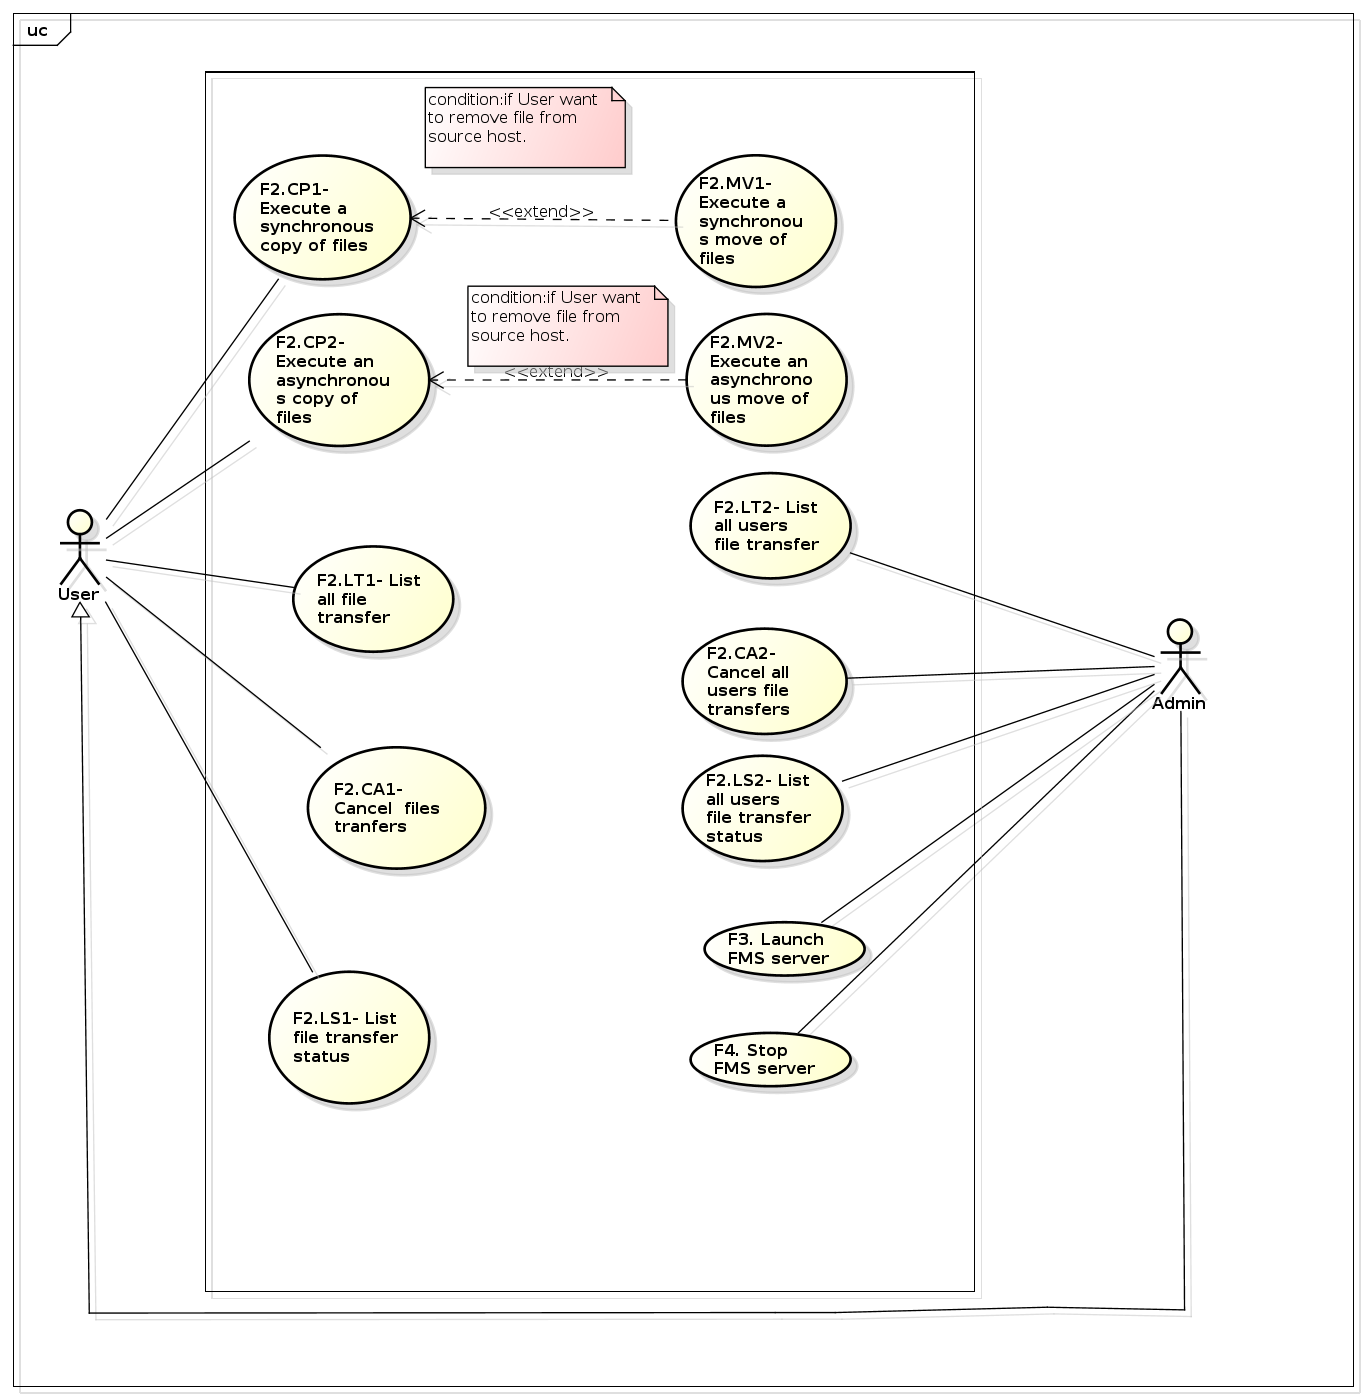 uc
condition:if User want
to remove file from
source host.
F2.CP1-
Execute a
synchronous
copy of files
<<extend>>
F2.MV1-
Execute a
synchronou
s move of
files
condition:if User want
to remove file from
source host.
F2.CP2-
Execute an
asynchronou
s copy of
files
<<extend>>
F2.MV2-
Execute an
asynchrono
us move of
files
F2.LT2- List
all users
file transfer
User
F2.LT1- List
all file
transfer
F2.CA2-
Cancel all
users file
transfers
Admin
F2.CA1-
Cancel  files
tranfers
F2.LS2- List
all users
file transfer
status
F3. Launch
FMS server
F2.LS1- List
file transfer
status
F4. Stop
FMS server